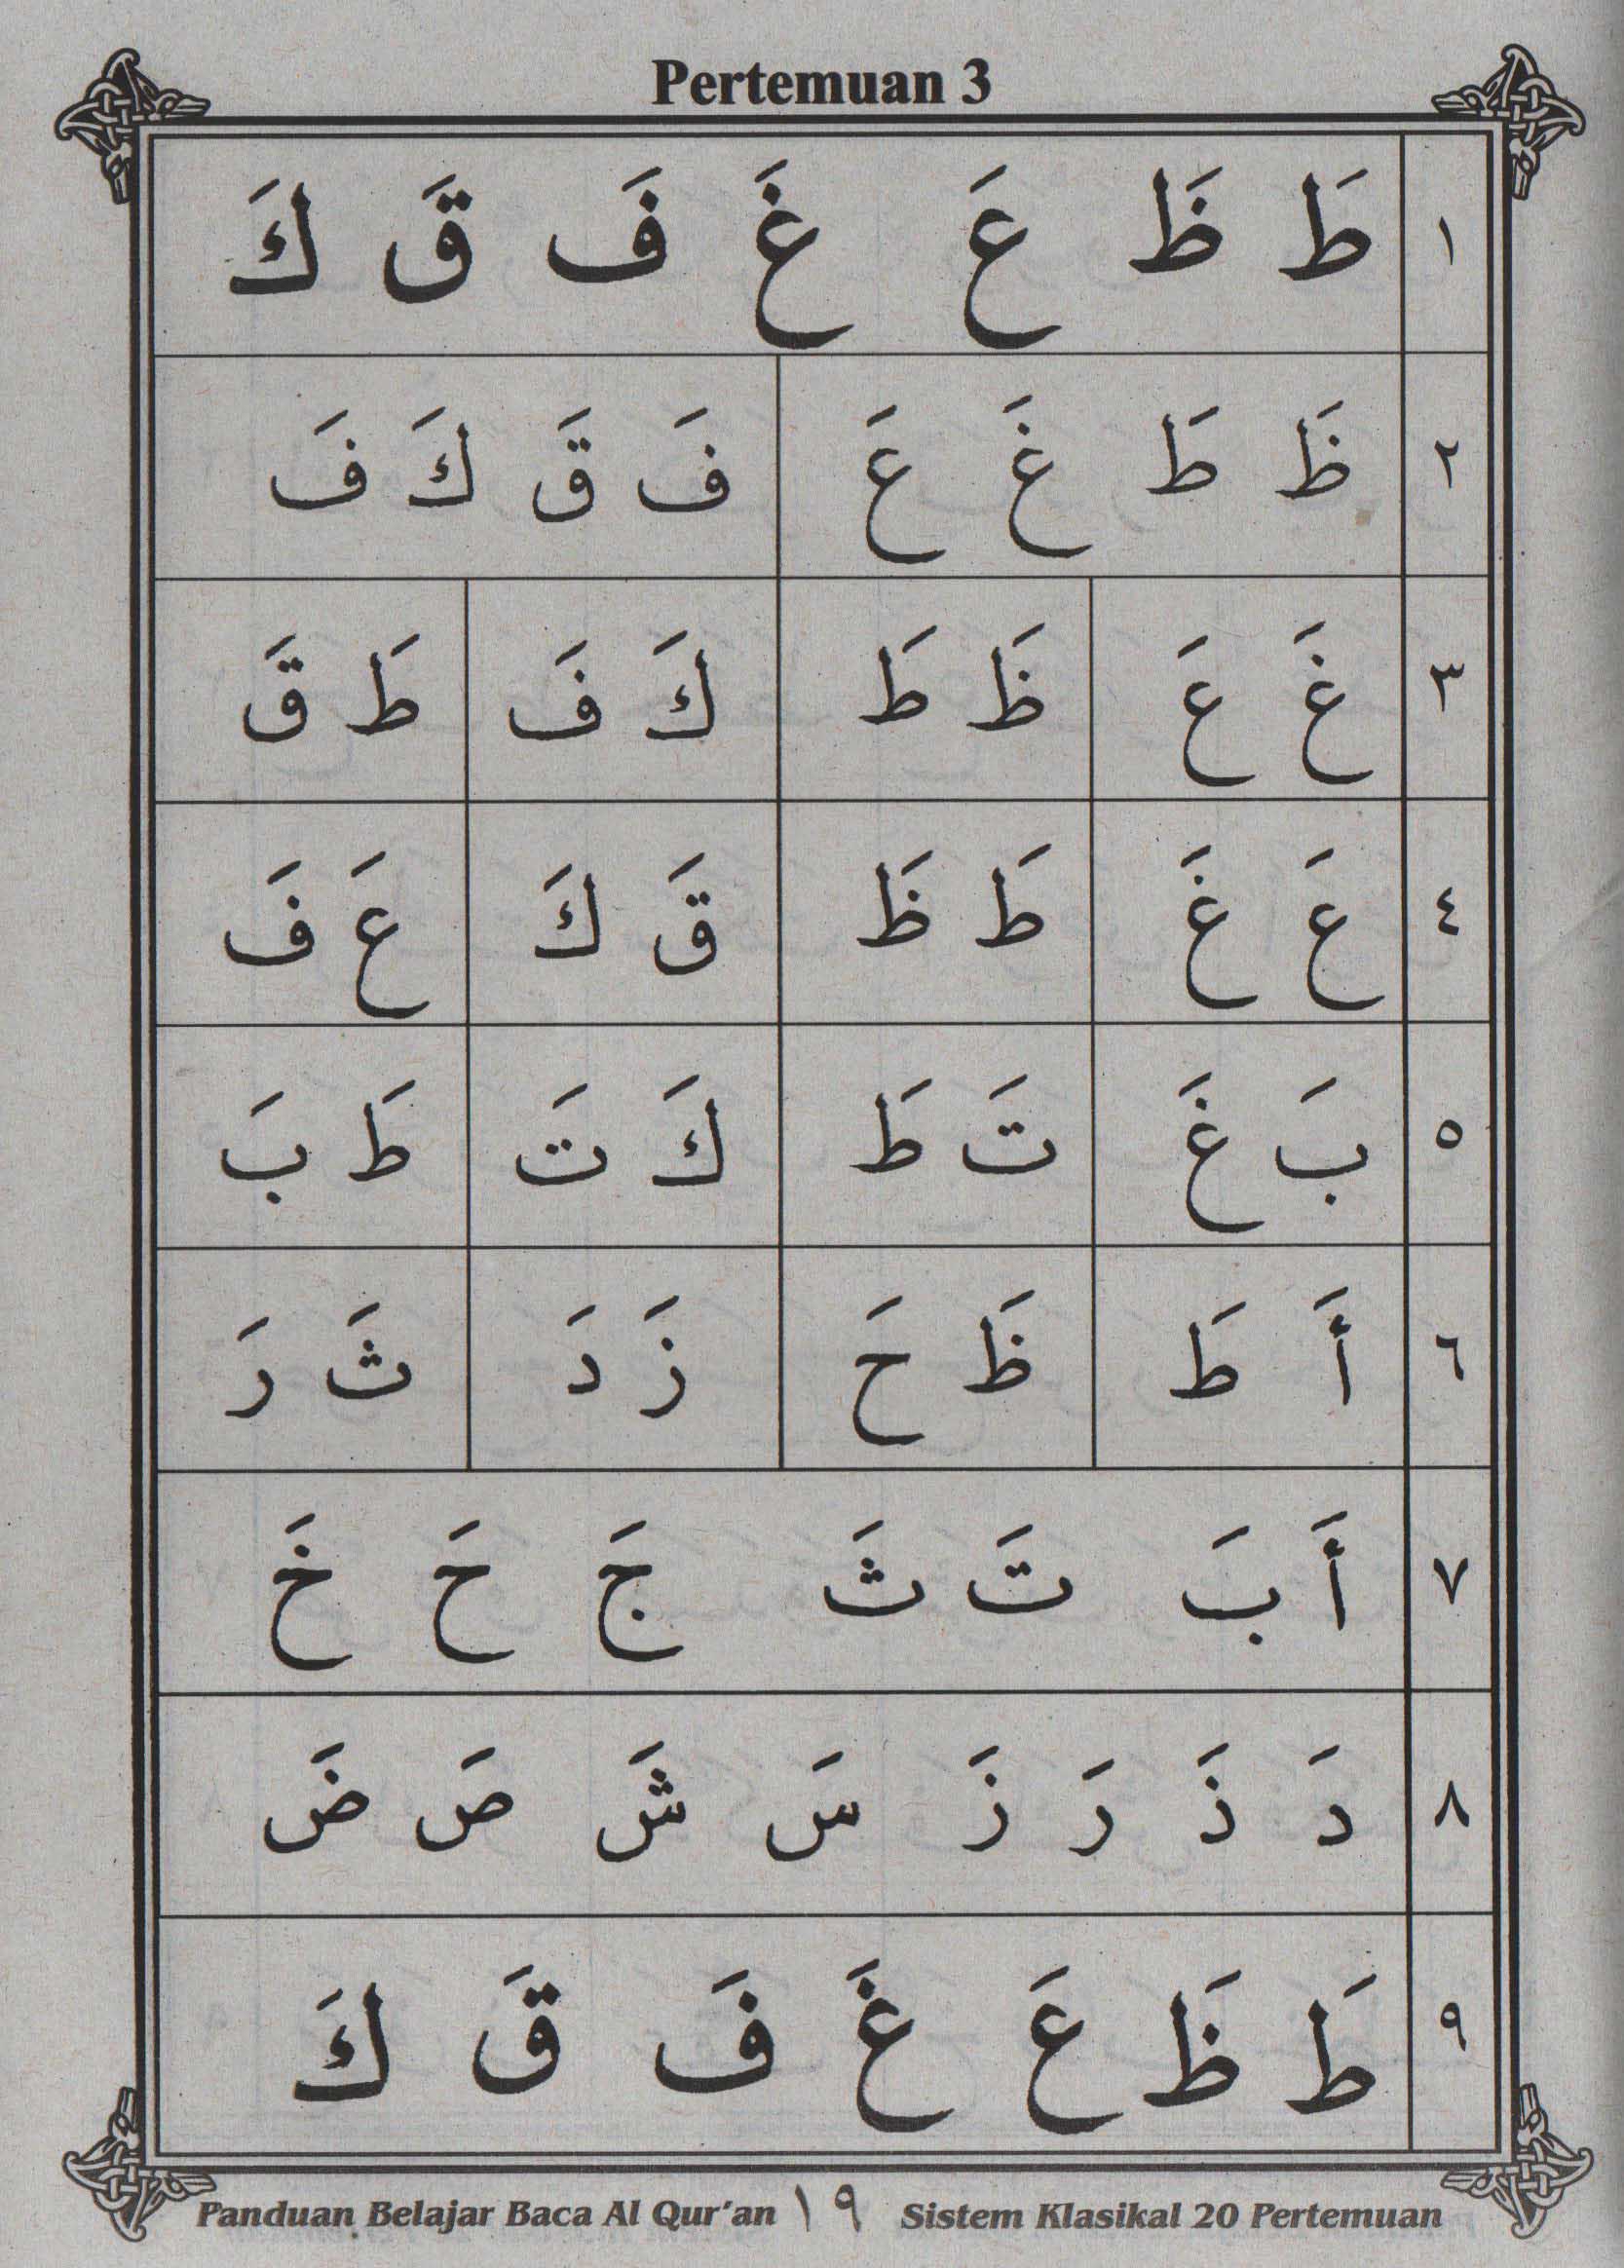 Pertemuan 3
١ طَ ظَ عَ غَ فَ قَ كَ
٢ ظَ طَ غَ عَ فَ قَ كَ فَ
٣ غَ عَ ظَ طَ كَ فَ طَ قَ
٤ عَ غَ طَ ظَ قَ كَ عَ فَ
٥ بَ غَ تَ طَ كَ تَ طَ بَ
٦ أَ طَ ظَ حَ زَ دَ ثَ رَ
٧ أَ بَ تَ ثَ جَ حَ خَ
٨ دَ ذَ رَ زَ سَ شَ صَ ضَ
٩ طَ ظَ عَ غَ فَ قَ كَ
Panduan Belajar Baca Al Qur'an ١٩ Sistem Klasikal 20 Pertemuan